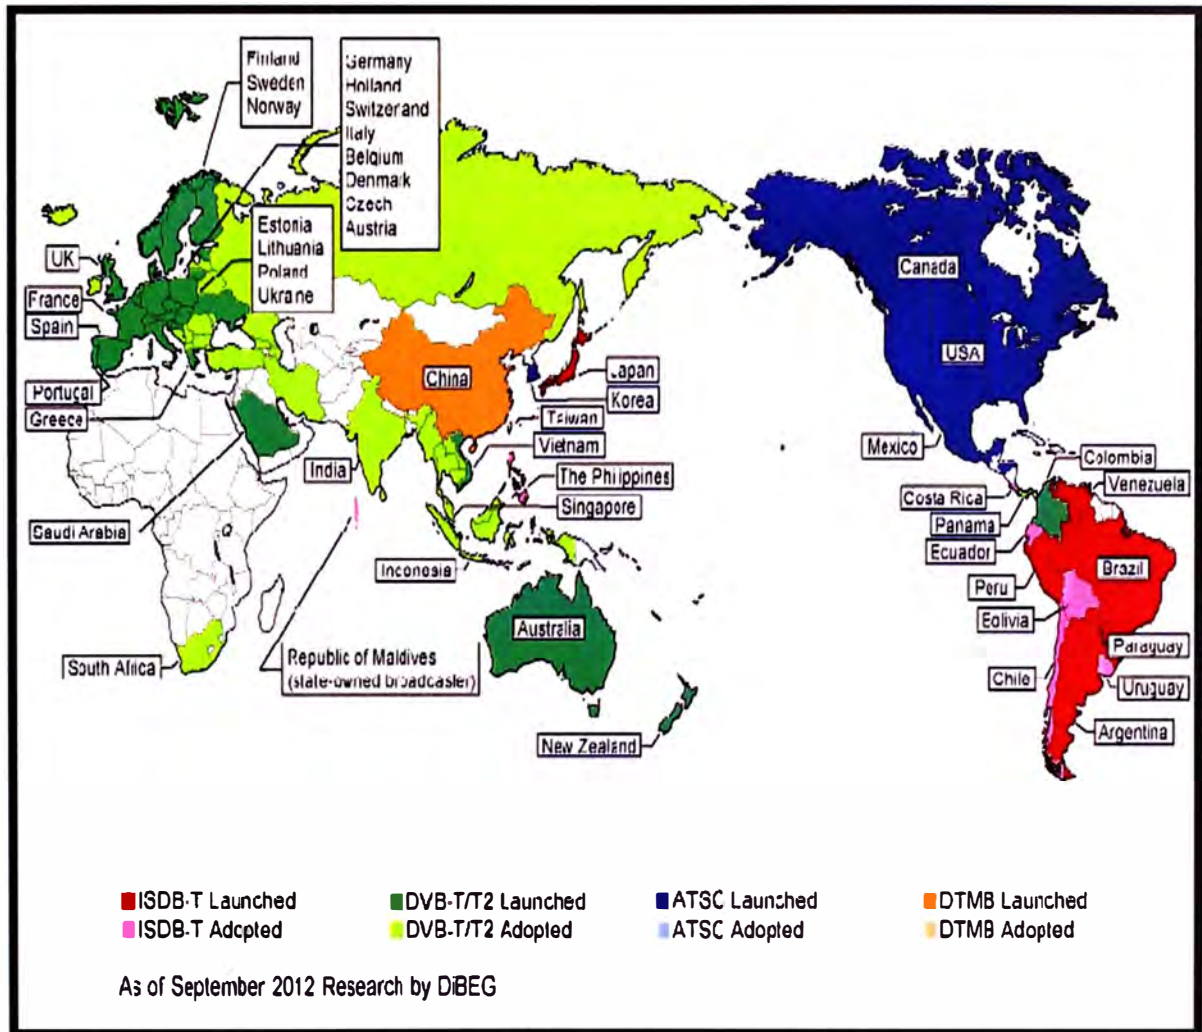 Finland
Sweden
Norway
Germany
Holland
Switzerland
Italy
Belgium
Denmark
Czech
Austria
Estonia
Lithuania
Poland
Ukraine
UK
France
Spain
Portugal
Greece
Saudi Arabia
South Africa
India
China
Japan
Korea
Taiwan
Vietnam
The Philippines
Singapore
Inconesia
Republic of Maldives
(state-owned broadcaster)
Australia
New Zealand
Canada
USA
Mexico
Colombia
Costa Rica
Venezuela
Panama
Ecuador
Peru
Brazil
Eolivia
Paraguay
Chile
Uruguay
Argentina
ISDB-T Launched
DVB-T/T2 Launched
ATSC Launched
DTMB Launched
ISDB-T Adopted
DVB-T/T2 Adopted
ATSC Adopted
DTMB Adopted
As of September 2012 Research by DiBEG